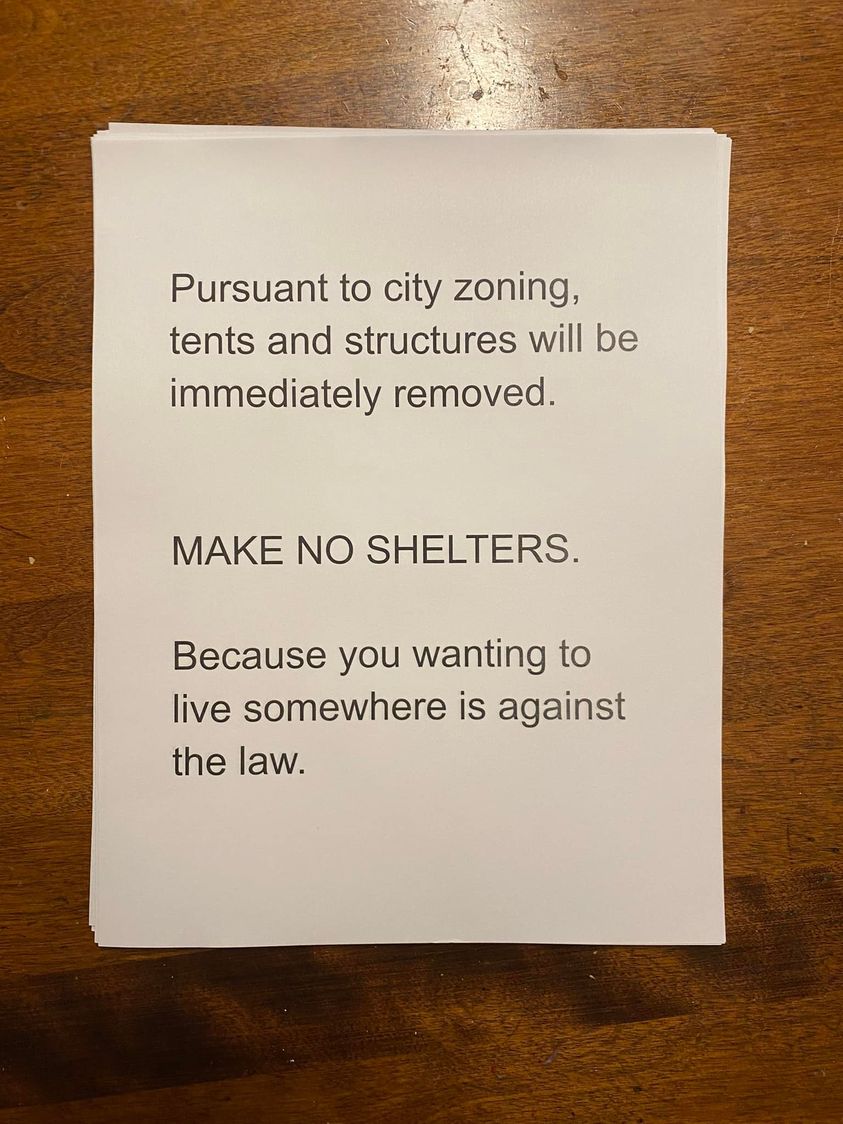 Pursuant to city zoning,
tents and structures will be
immediately removed.
MAKE NO SHELTERS.
Because you wanting to
live somewhere is against
the law.